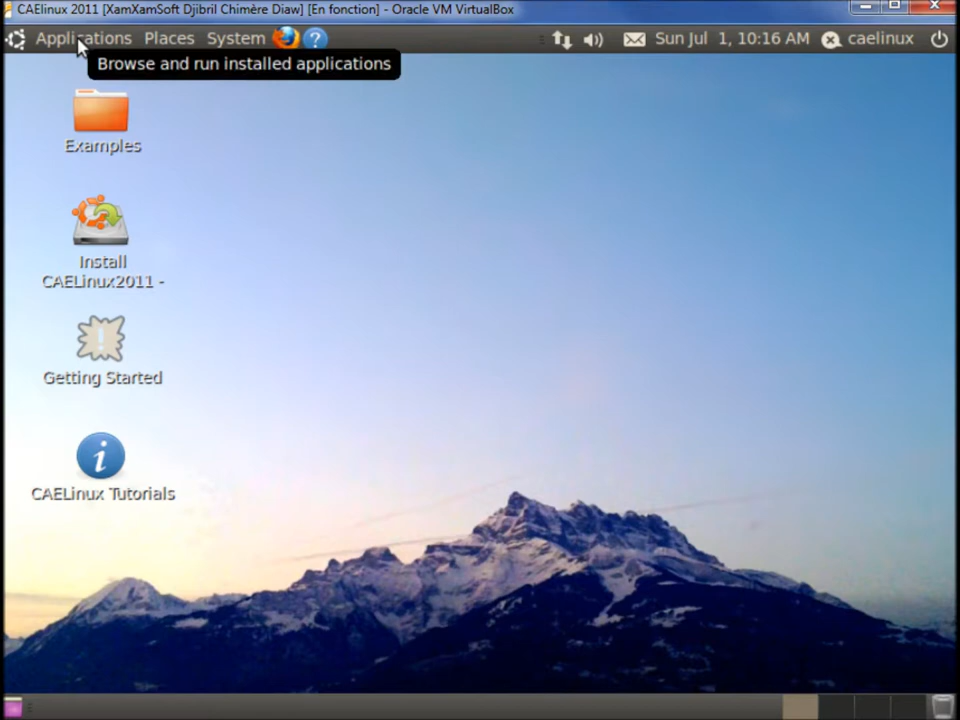 CAElinux 2011 [XamXamSoft Djibril Chimère Diaw] [En fonction] - Oracle VM VirtualBox
Applications Places System ? Sun Jul 1, 10:16 AM caelinux
Browse and run installed applications
Examples
Install
CAELinux2011 -
Getting Started
CAELinux Tutorials